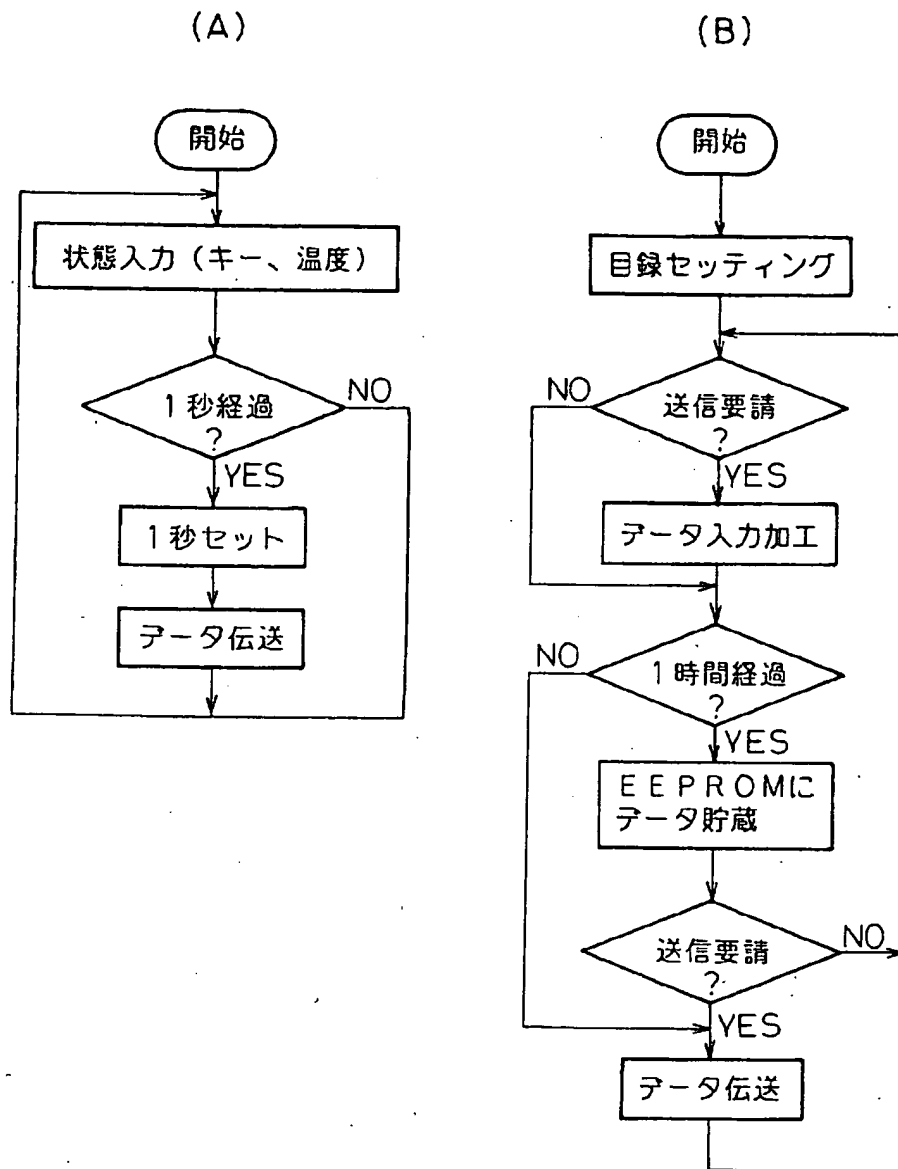 (A)
開始
状態入力(キー、温度)
1秒経過
?
NO
YES
1秒セット
データ伝送
(B)
開始
目録セッティング
NO
送信要請
?
YES
データ入力加工
NO
1時間経過
?
YES
EEPROMに
データ貯蔵
送信要請
?
NO
YES
データ伝送